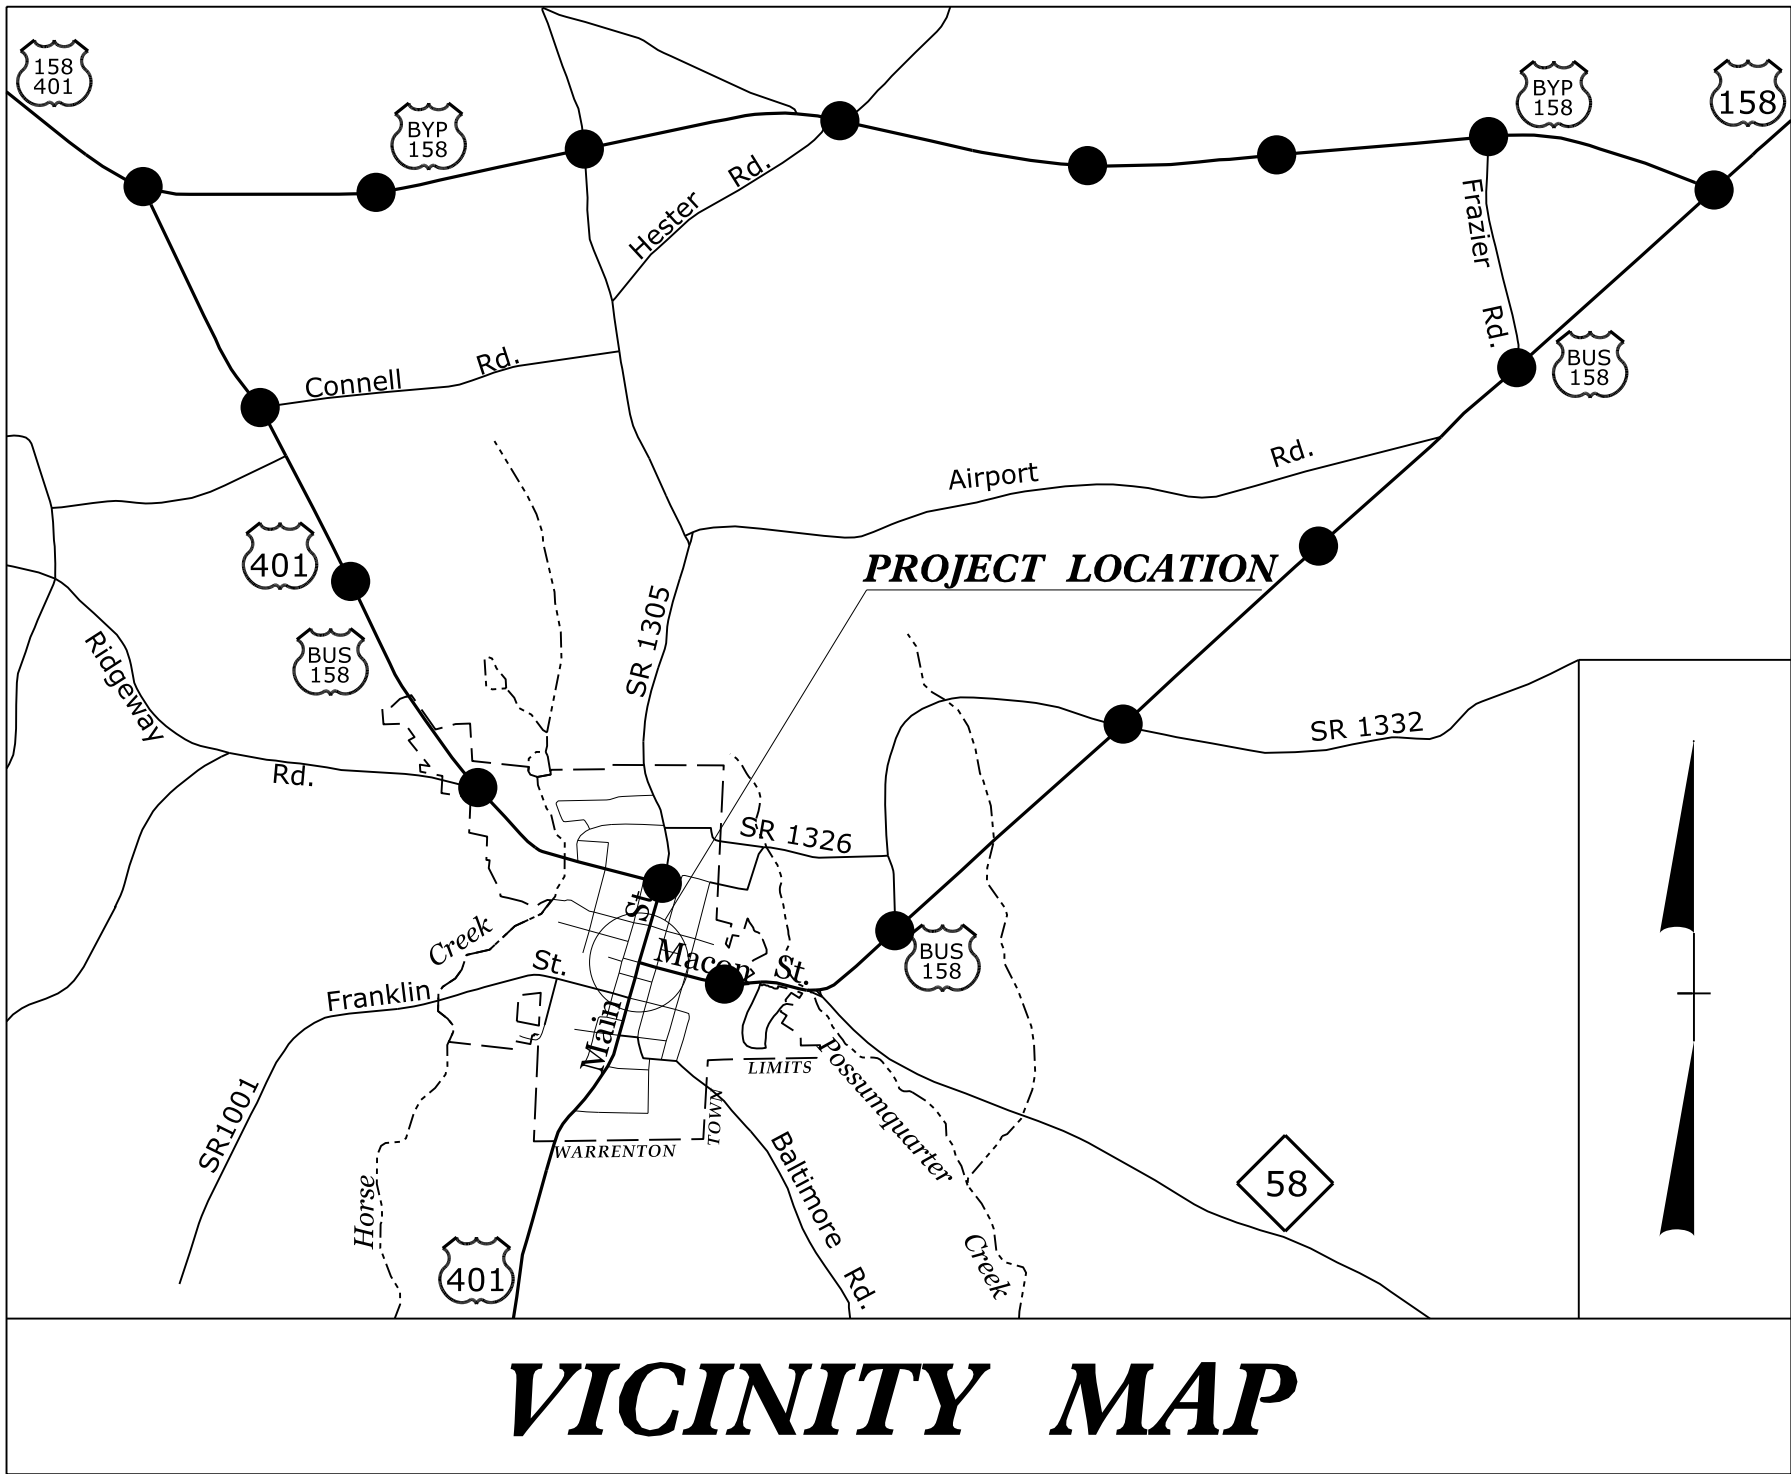 158
401
BYP
158
BYP
158
158
Hester Rd.
Frazier Rd.
BUS
158
Connell Rd.
Airport Rd.
401
PROJECT LOCATION
SR 1305
BUS
158
Ridgeway Rd.
SR 1332
SR 1326
Main St.
Macon St.
BUS
158
Creek
Franklin St.
LIMITS
TOWN
WARRENTON
Possumquarter
SR1001
Baltimore Rd.
Horse
58
Creek
401
VICINITY MAP